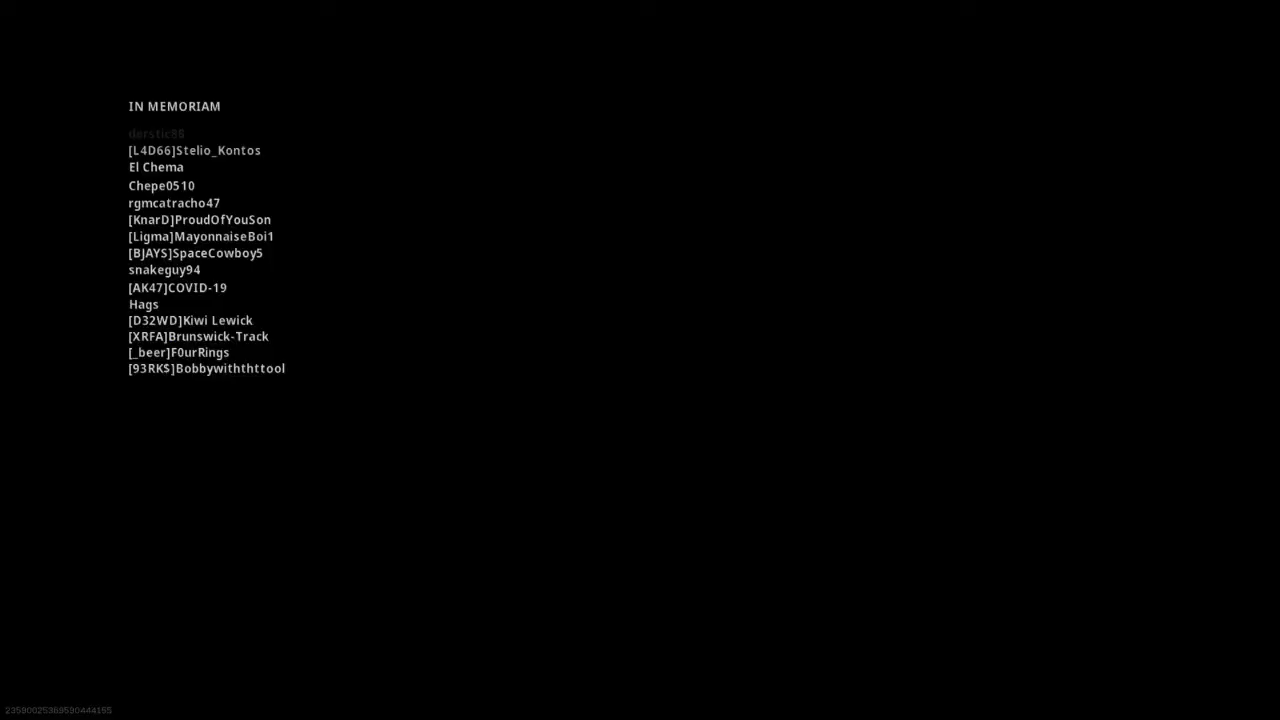 IN MEMORIAM
derstic88
[L4D66]Stelio_Kontos
El Chema
Chepe0510
rgmcatracho47
[KnarD]ProudOfYouSon
[Ligma]MayonnaiseBoi1
[BJAYS]SpaceCowboy5
snakeguy94
[AK47]COVID-19
Hags
[D32WD]Kiwi Lewick
[XRFA]Brunswick-Track
[_beer]F0urRings
[93RK$]Bobbywiththttool